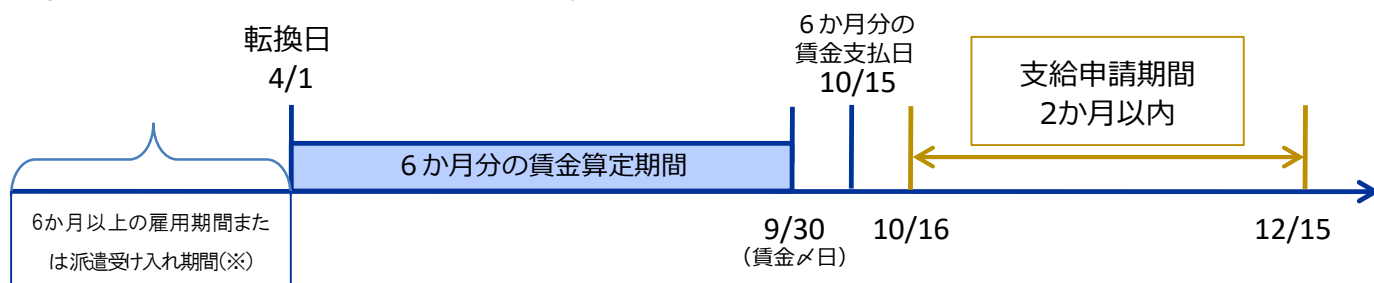 転換日
4/1
６か月分の
賃金支払日
10/15
支給申請期間
2か月以内
６か月分の賃金算定期間
6か月以上の雇用期間また
は派遣受け入れ期間(※)
9/30
（賃金〆日）
10/16
12/15